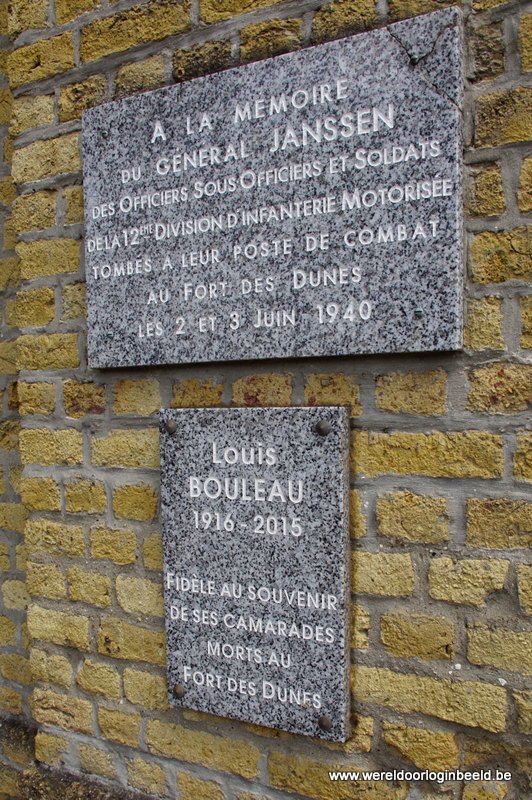 A LA MÉMOIRE
DU GÉNÉRAL JANSSEN
DES OFFICIERS SOUS OFFICIERS ET SOLDATS
DE LA 12ÈME DIVISION D'INFANTERIE MOTORISÉE
TOMBÉS A LEUR POSTE DE COMBAT
AU FORT DES DUNES
LES 2 ET 3 JUIN 1940
Louis
BOULEAU
1916 - 2015
FIDÈLE AU SOUVENIR
DE SES CAMARADES
MORTS AU
FORT DES DUNES
www.wereldoorloginbeeld.be